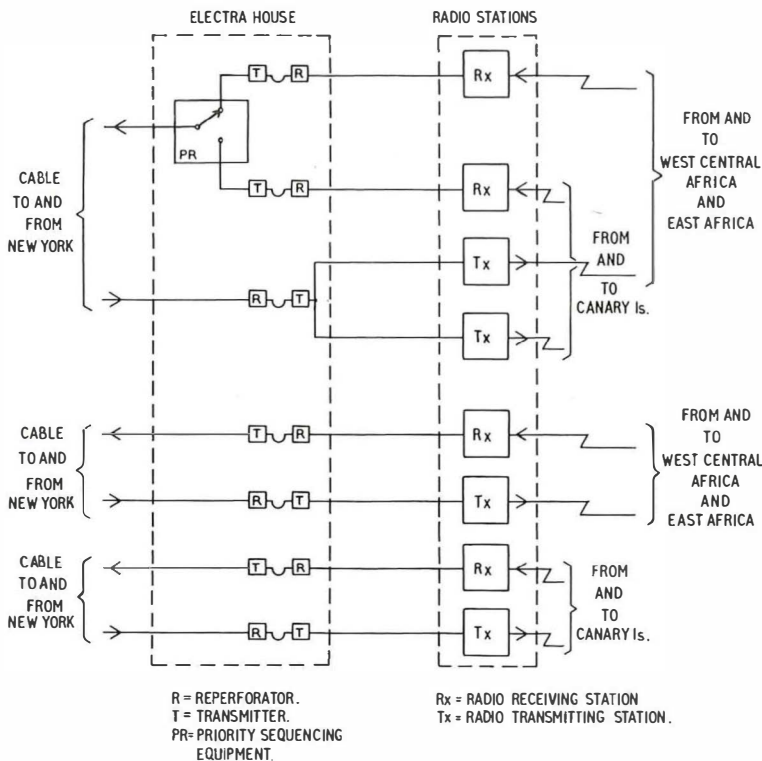 ELECTRA HOUSE
RADIO STATIONS
T R
Rx
PR
CABLE
TO AND
FROM
NEW YORK
FROM AND
TO
WEST CENTRAL
AFRICA
AND
EAST AFRICA
T R
Rx
FROM
AND
TO
CANARY Is.
Tx
R T
Tx
CABLE
TO AND
FROM
NEW YORK
T R
Rx
R T
Tx
FROM AND
TO
WEST CENTRAL
AFRICA
AND
EAST AFRICA
CABLE
TO AND
FROM
NEW YORK
T R
Rx
R T
Tx
FROM
AND
TO
CANARY Is.
R = REPERFORATOR.
T = TRANSMITTER.
PR= PRIORITY SEQUENCING
EQUIPMENT.
Rx = RADIO RECEIVING STATION
Tx = RADIO TRANSMITTING STATION.